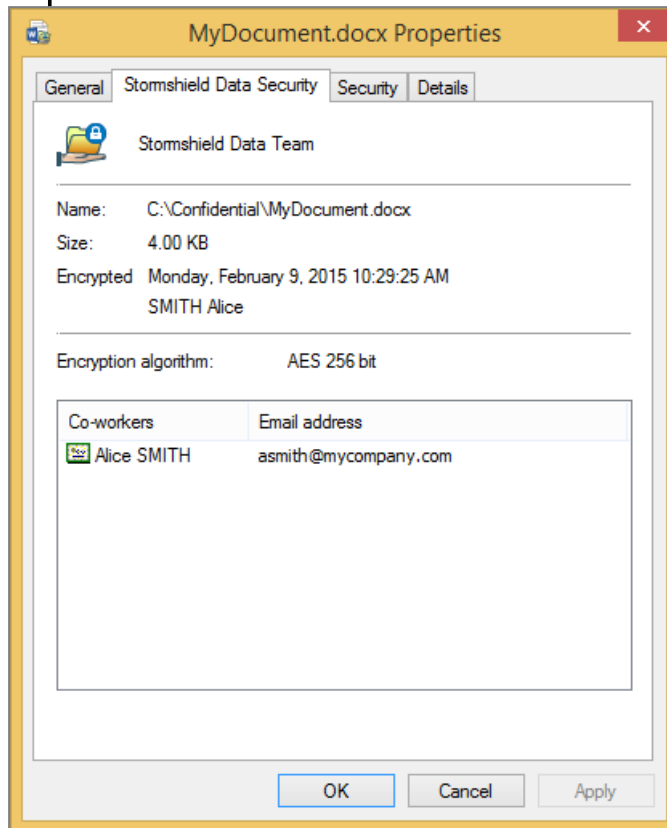 MyDocument.docx Properties
General Stormshield Data Security Security Details
Stormshield Data Team
Name: C:\Confidential\MyDocument.docx
Size: 4.00 KB
Encrypted Monday, February 9, 2015 10:29:25 AM
SMITH Alice
Encryption algorithm: AES 256 bit
Co-workers Email address
Alice SMITH asmith@mycompany.com
OK Cancel Apply